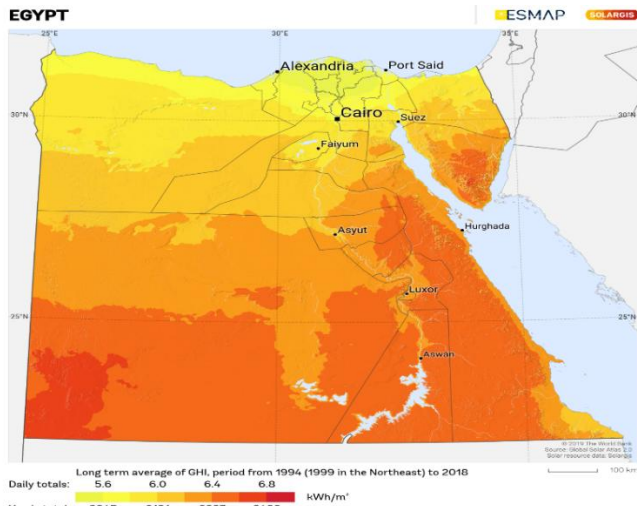 EGYPT
ESMAP SOLARGIS
25°E 30°E 35°E
Alexandria
Port Said
Cairo
30°N 30°N
Suez
Faiyum
Hurghada
Asyut
Luxor
25°N 25°N
Aswan
© 2019 The World Bank
Source: Global Solar Atlas 2.0
Solar resource data: Solargis
Long term average of GHI, period from 1994 (1999 in the Northeast) to 2018
100 km
Daily totals: 5.6 6.0 6.4 6.8
kWh/m²